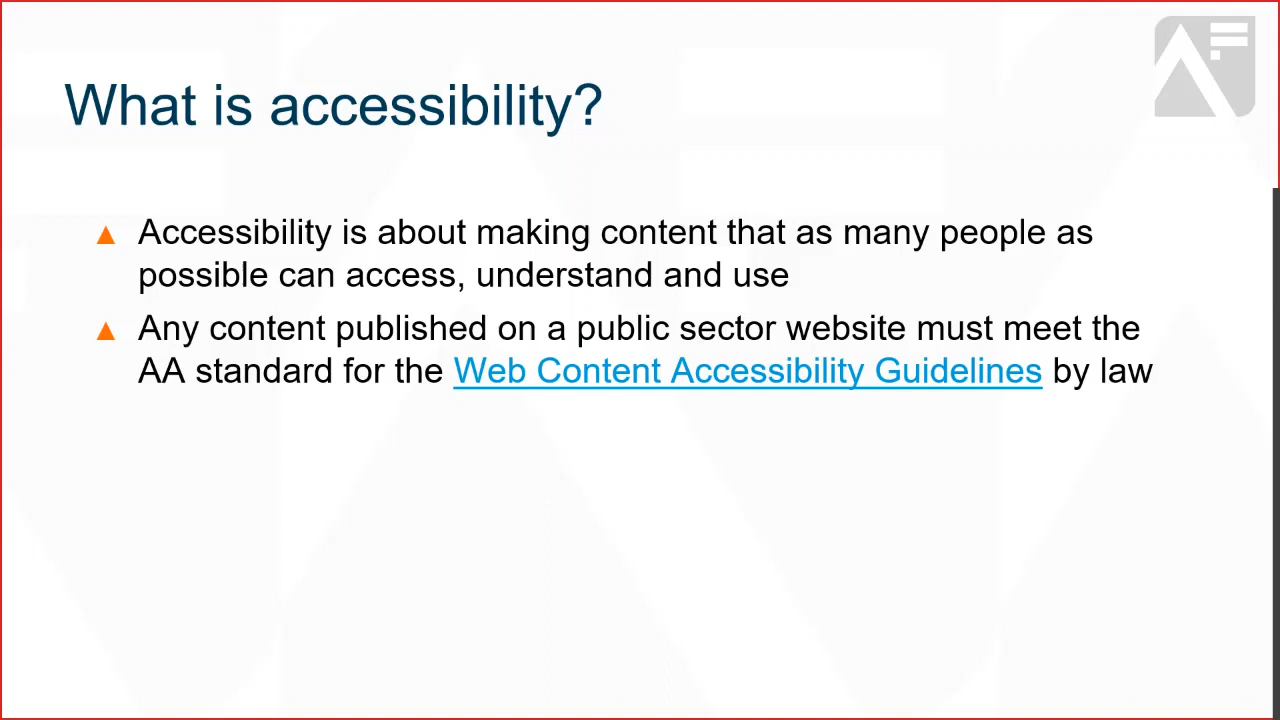 What is accessibility?
Accessibility is about making content that as many people as
possible can access, understand and use
Any content published on a public sector website must meet the
AA standard for the Web Content Accessibility Guidelines by law